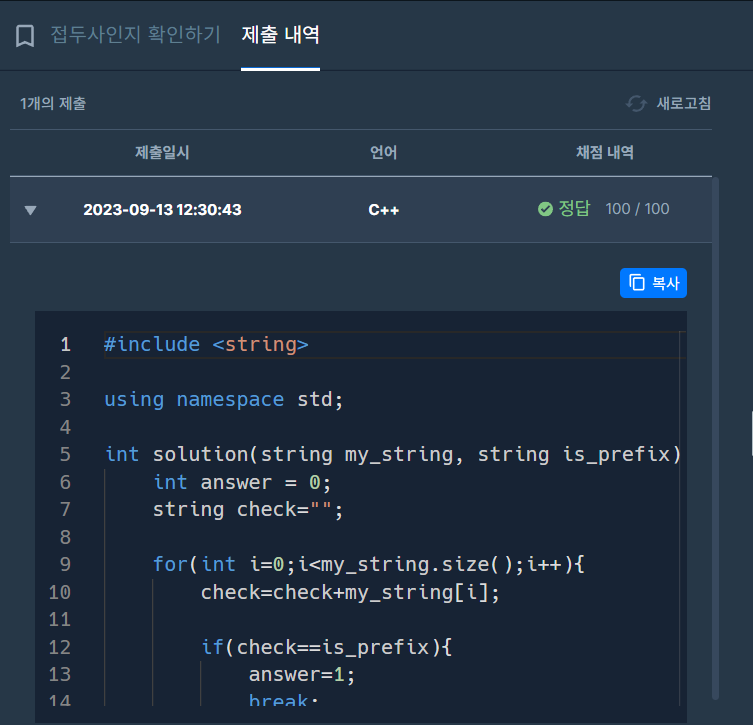 접두사인지 확인하기 제출 내역
1개의 제출 새로고침
제출일시 언어 채점 내역
2023-09-13 12:30:43 C++ 정답 100 / 100
복사
1 #include <string>
2
3 using namespace std;
4
5 int solution(string my_string, string is_prefix)
6 int answer = 0;
7 string check="";
8
9 for(int i=0;i<my_string.size();i++){
10 check=check+my_string[i];
11
12 if(check==is_prefix){
13 answer=1;
14 break;